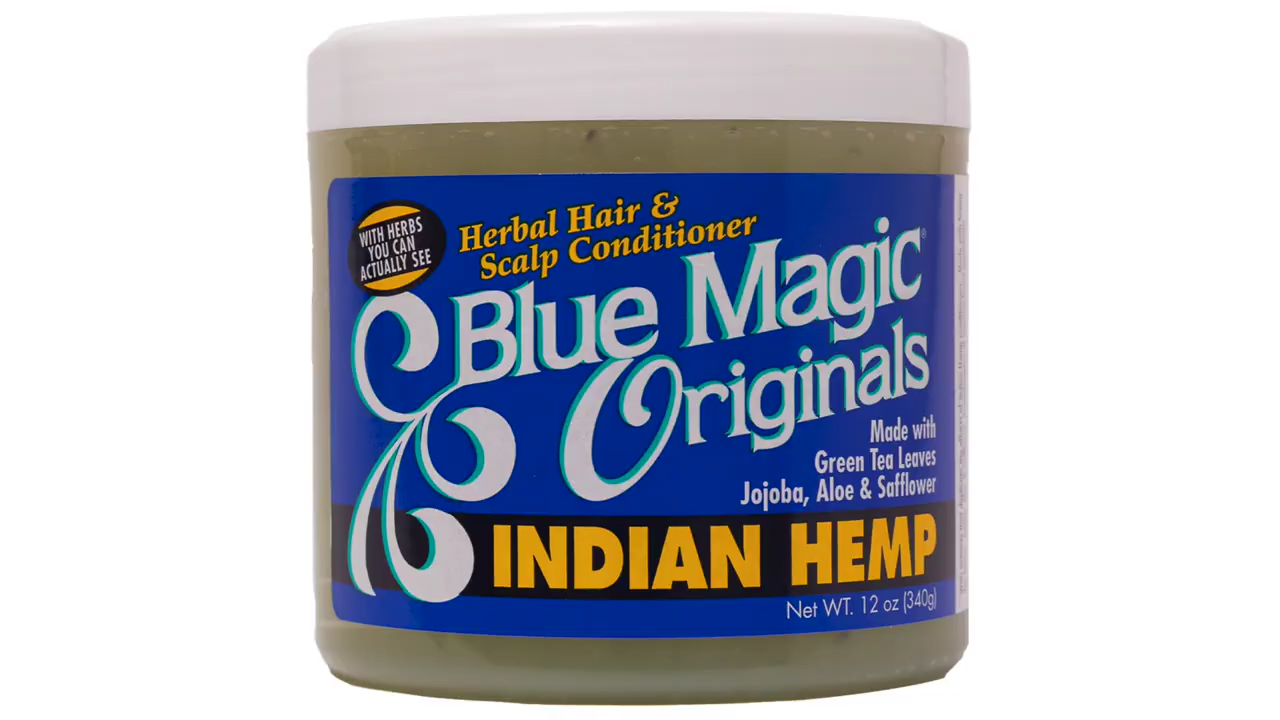 WITH HERBS
YOU CAN
ACTUALLY SEE
Herbal Hair &
Scalp Conditioner
Blue Magic®
Originals
Made with
Green Tea Leaves
Jojoba, Aloe & Safflower
INDIAN HEMP
Net WT. 12 oz (340g)